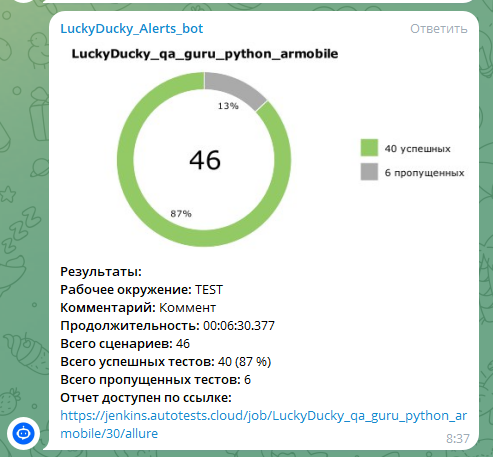 LuckyDucky_Alerts_bot
Ответить
LuckyDucky_qa_guru_python_armobile
13%
46
40 успешных
6 пропущенных
87%
Результаты:
Рабочее окружение: TEST
Комментарий: Коммент
Продолжительность: 00:06:30.377
Всего сценариев: 46
Всего успешных тестов: 40 (87 %)
Всего пропущенных тестов: 6
Отчет доступен по ссылке:
https://jenkins.autotests.cloud/job/LuckyDucky_qa_guru_python_ar
mobile/30/allure
8:37